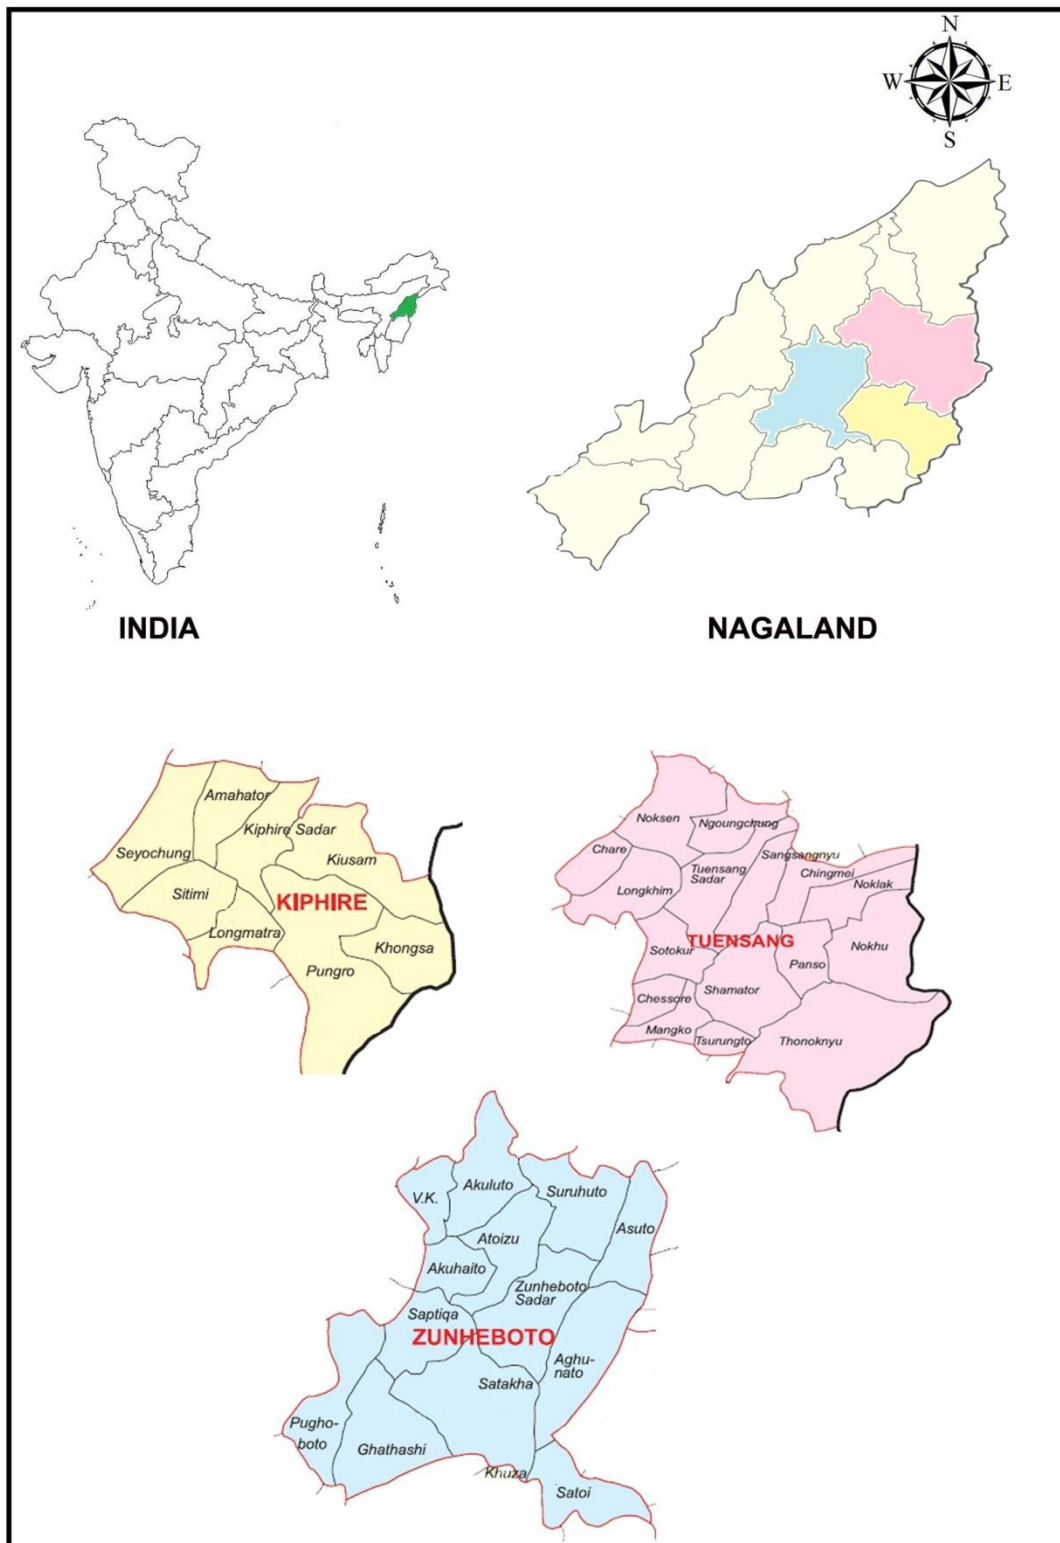 N
W E
S
INDIA
NAGALAND
Amahator
Kiphire Sadar
Seyochung
Kiusam
Sitimi
KIPHIRE
Longmatra
Khongsa
Pungro
Noksen
Ngoungchung
Chare
Sangsangnyu
Tuensang
Sadar
Chingmei
Longkhim
Noklak
TUENSANG
Sotokur
Nokhu
Panso
Shamator
Chessore
Mangko
Tsurungto
Thonoknyu
V.K.
Akuluto
Suruhuto
Asuto
Atoizu
Akuhaito
Zunheboto
Sadar
Saptiqa
ZUNHEBOTO
Aghu-
nato
Satakha
Pugho-
boto
Ghathashi
Khuza
Satoi